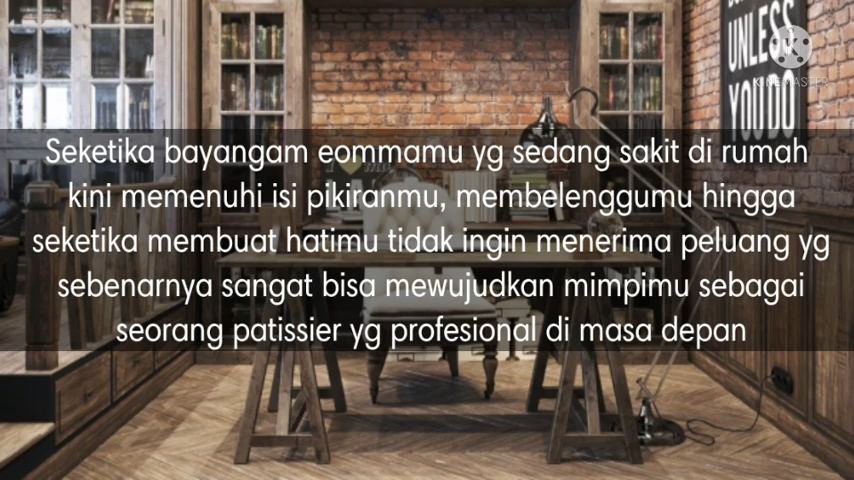 UNLESS
YOU DO
KINEMASTER
Seketika bayangam eommamu yg sedang sakit di rumah
kini memenuhi isi pikiranmu, membelenggumu hingga
seketika membuat hatimu tidak ingin menerima peluang yg
sebenarnya sangat bisa mewujudkan mimpimu sebagai
seorang patissier yg profesional di masa depan